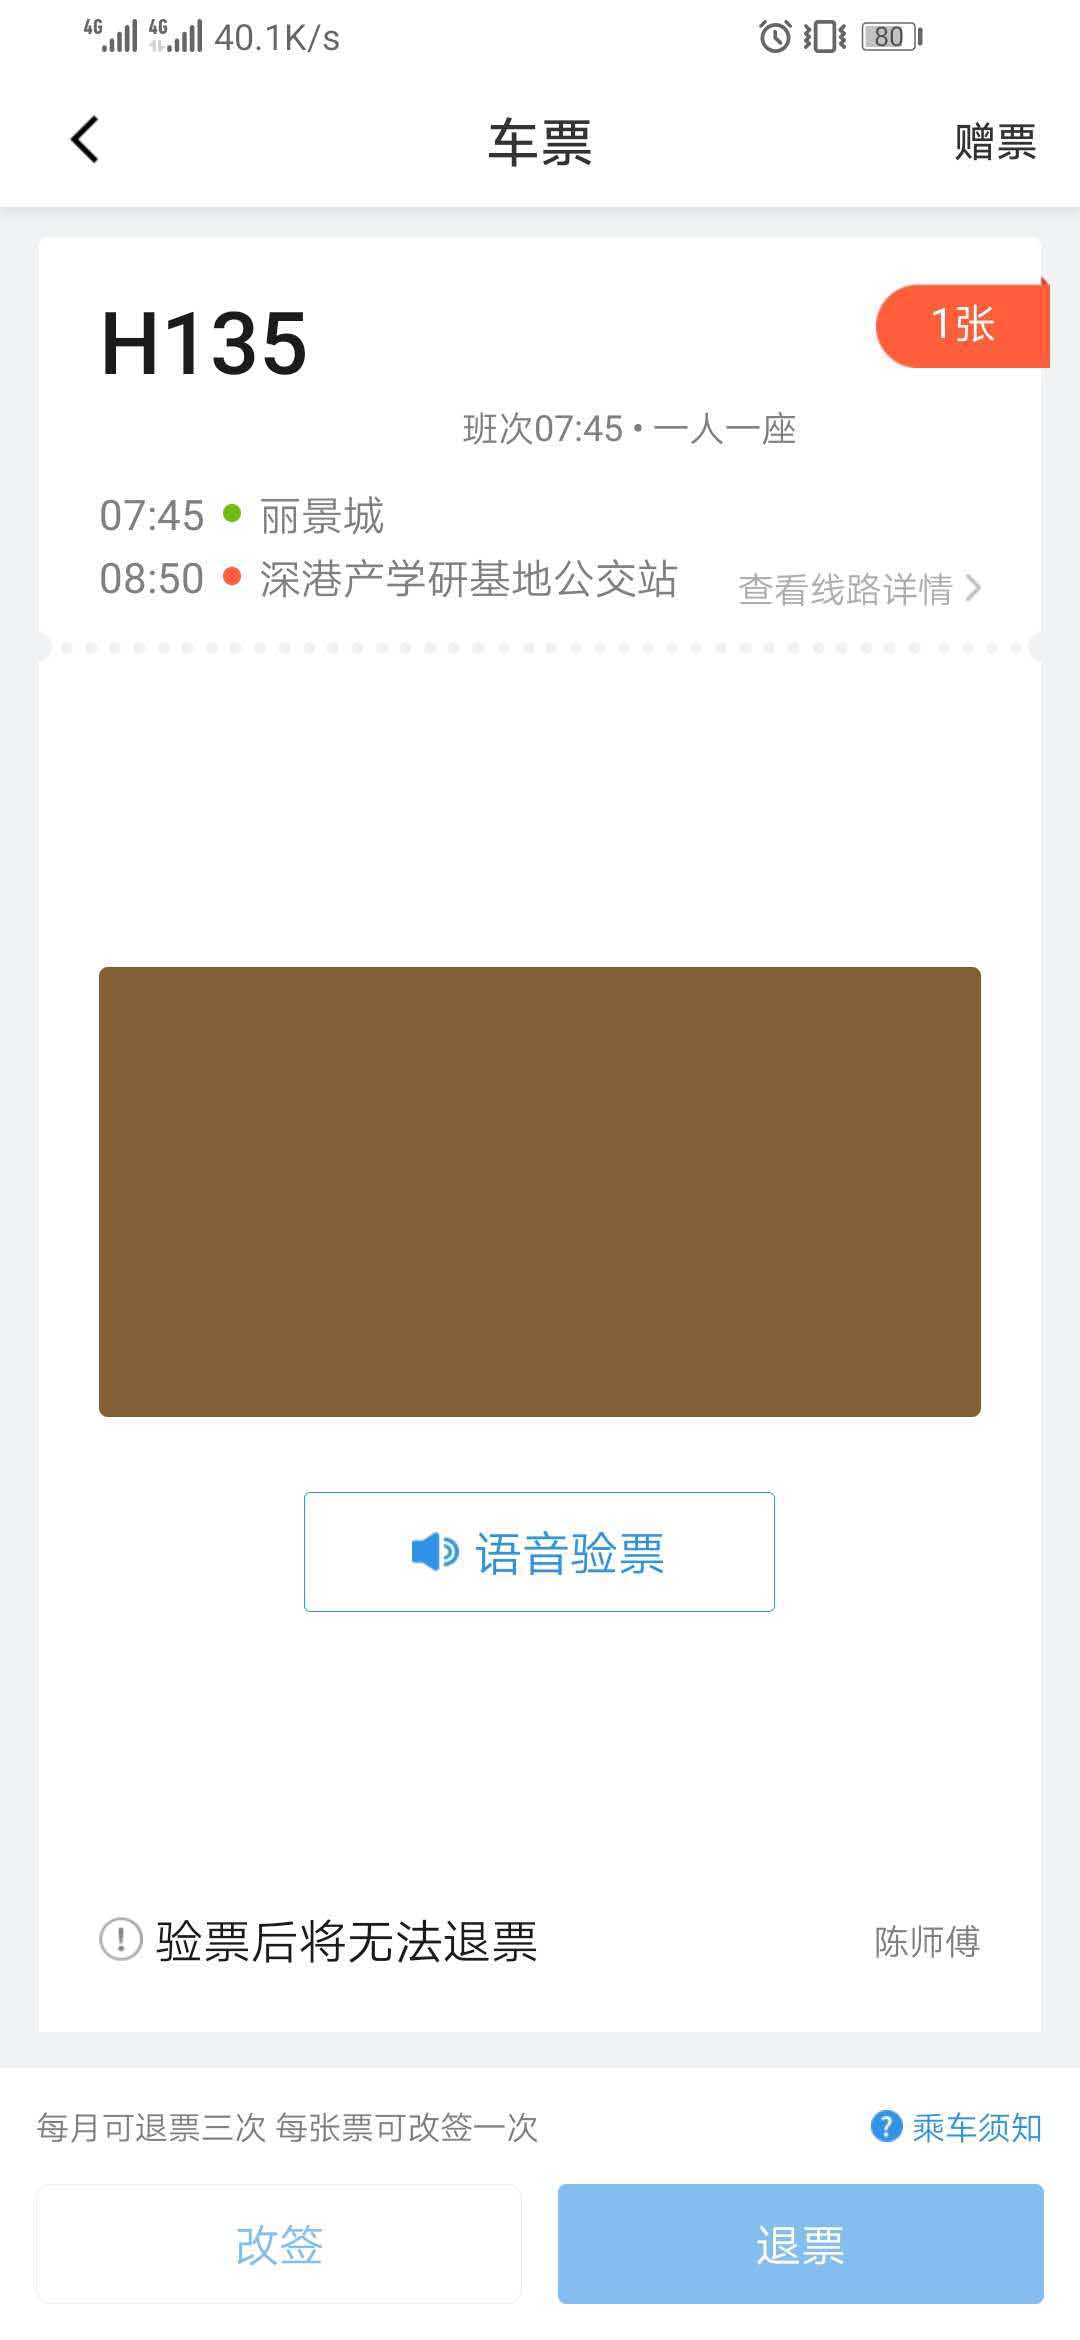 4G 4G 40.1K/s 80
车票 赠票
H135
1张
班次07:45 • 一人一座
07:45 丽景城
08:50 深港产学研基地公交站
查看线路详情
语音验票
验票后将无法退票 陈师傅
每月可退票三次 每张票可改签一次 乘车须知
改签 退票